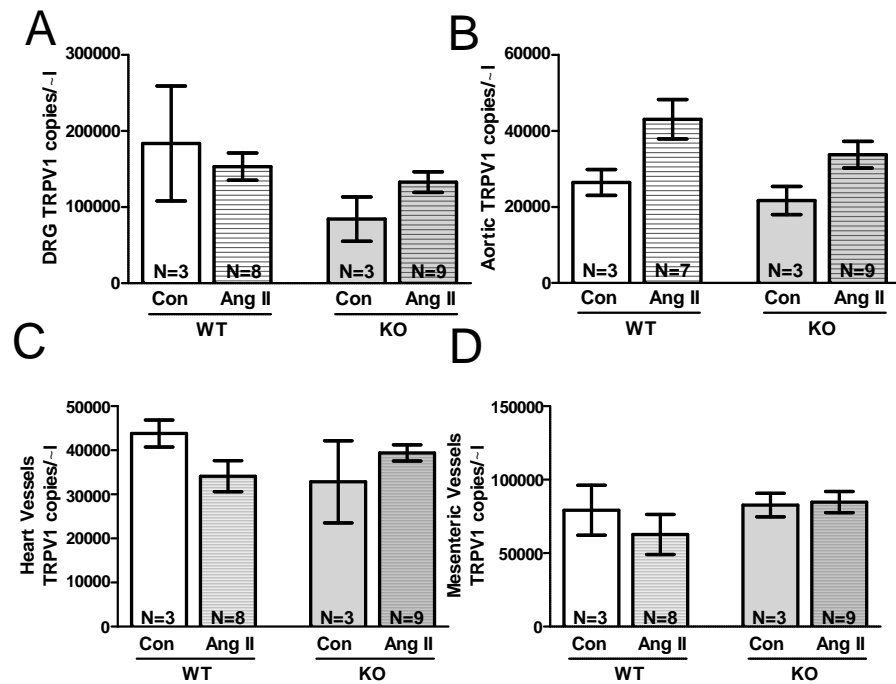 A
DRG TRPV1 copies/~l
300000
200000
100000
0
N=3 N=8 N=3 N=9
Con Ang II Con Ang II
WT KO
B
Aortic TRPV1 copies/~l
60000
40000
20000
0
N=3 N=7 N=3 N=9
Con Ang II Con Ang II
WT KO
C
Heart Vessels
TRPV1 copies/~l
50000
40000
30000
20000
10000
0
N=3 N=8 N=3 N=9
Con Ang II Con Ang II
WT KO
D
Mesenteric Vessels
TRPV1 copies/~l
150000
100000
50000
0
N=3 N=8 N=3 N=9
Con Ang II Con Ang II
WT KO